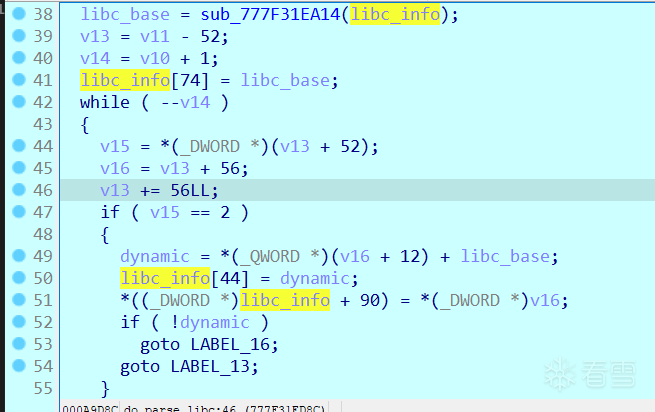 38 libc_base = sub_777F31EA14(libc_info);
39 v13 = v11 - 52;
40 v14 = v10 + 1;
41 libc_info[74] = libc_base;
42 while ( --v14 )
43 {
44 v15 = *(_DWORD *)(v13 + 52);
45 v16 = v13 + 56;
46 v13 += 56LL;
47 if ( v15 == 2 )
48 {
49 dynamic = *(_QWORD *)(v16 + 12) + libc_base;
50 libc_info[44] = dynamic;
51 *((_DWORD *)libc_info + 90) = *(_DWORD *)v16;
52 if ( !dynamic )
53 goto LABEL_16;
54 goto LABEL_13;
55 }
看雪
000A9D8C do_parse_libc:46 (777F31ED8C)